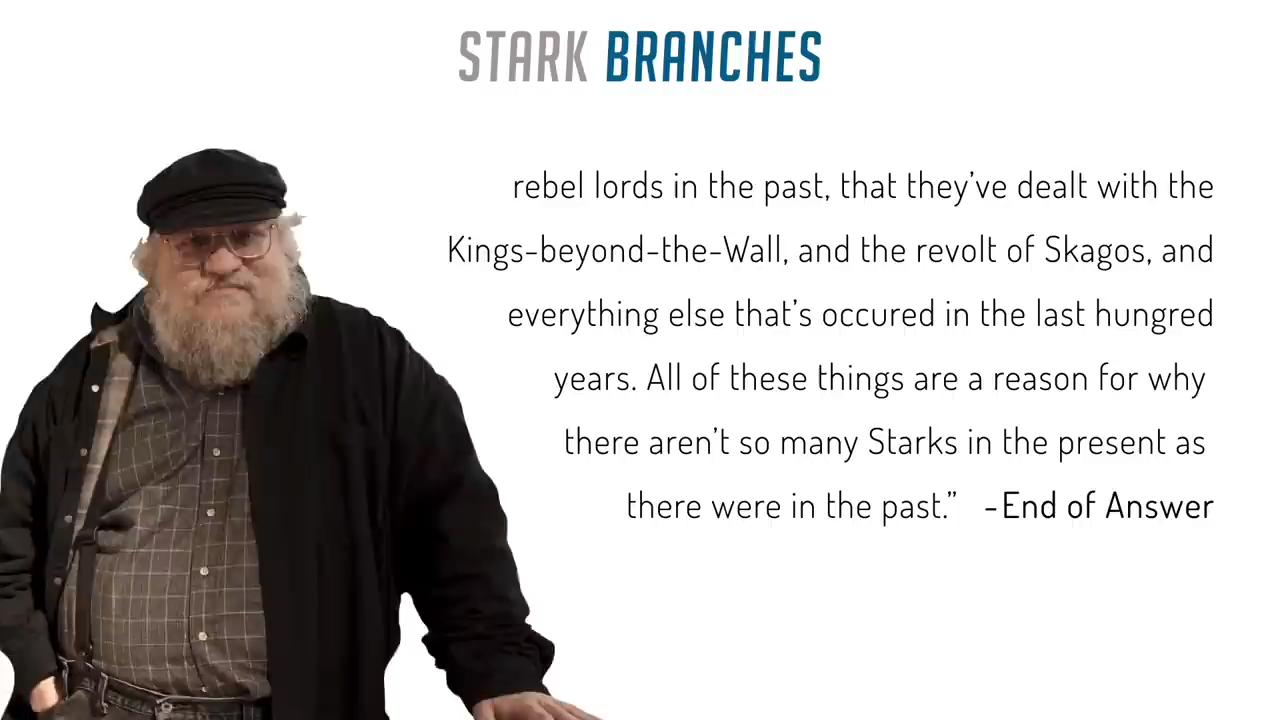 STARK BRANCHES
rebel lords in the past, that they’ve dealt with the
Kings-beyond-the-Wall, and the revolt of Skagos, and
everything else that’s occured in the last hungred
years. All of these things are a reason for why
there aren’t so many Starks in the present as
there were in the past.” -End of Answer